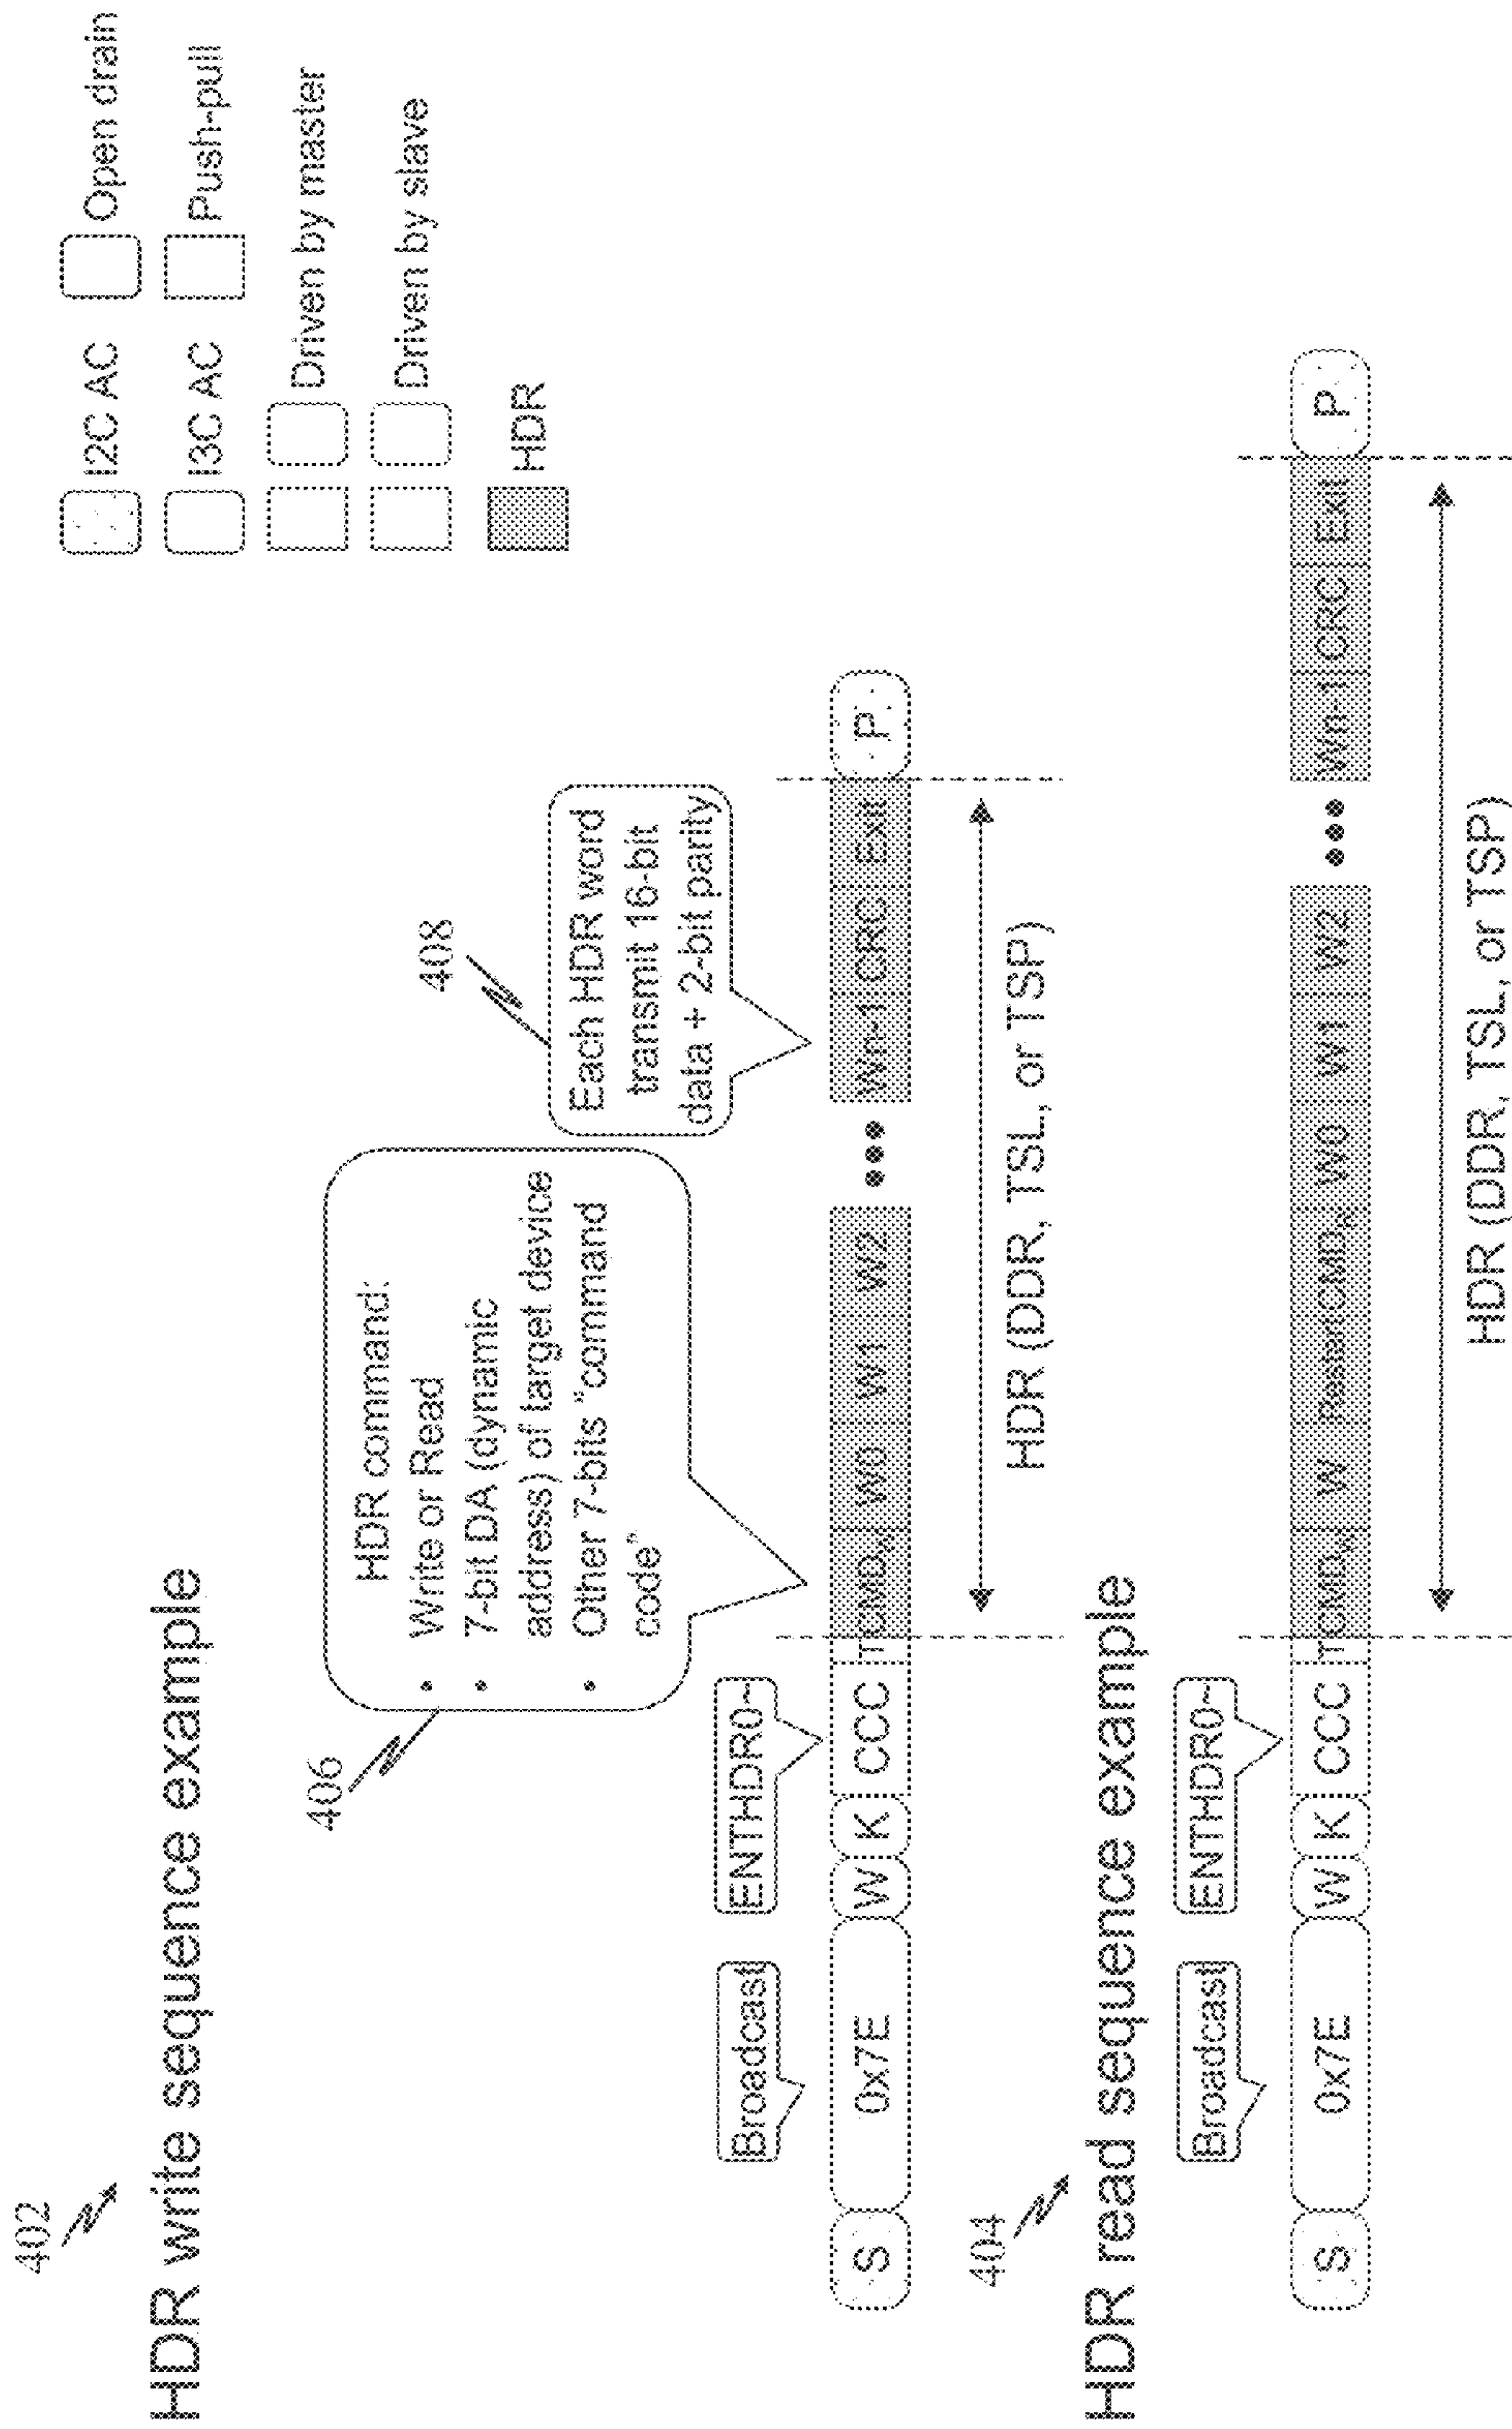 402
HDR write sequence example
I2C AC
Open drain
I3C AC
Push-pull
Driven by master
Driven by slave
HDR
406
HDR command:
• Write or Read
• 7-bit DA (dynamic
address) of target device
• Other 7-bits "command
code"
408
Each HDR word
transmit 16-bit
data + 2-bit parity
Broadcast
ENTHDR0~
S 0x7E W K CCC T CMD W0 W1 W2 ••• Wn-1 CRC Exit P
HDR (DDR, TSL, or TSP)
404
HDR read sequence example
Broadcast
ENTHDR0~
S 0x7E W K CCC T CMD W Restart CMD W0 W1 W2 ••• Wn-1 CRC Exit P
HDR (DDR, TSL, or TSP)